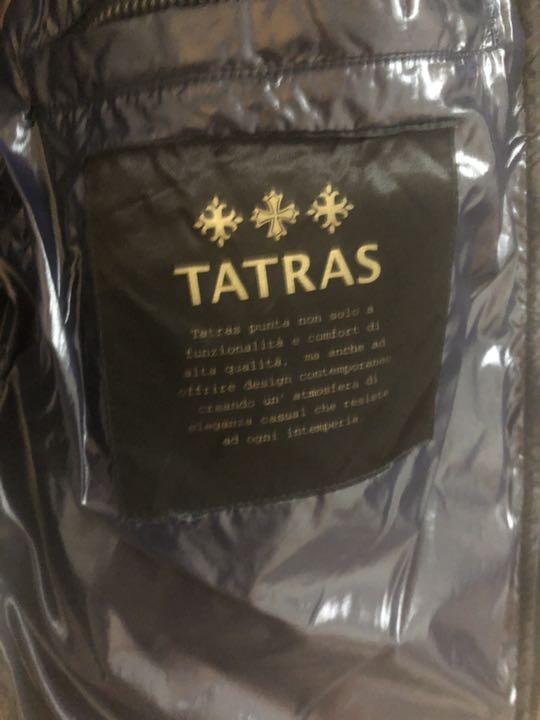 TATRAS
Tatras punta non solo a
funzionalità e comfort di
alta qualità, ma anche ad
offrire design contemporaneo
creando un' atmosfera di
eleganza casual che resiste
ad ogni intemperia.